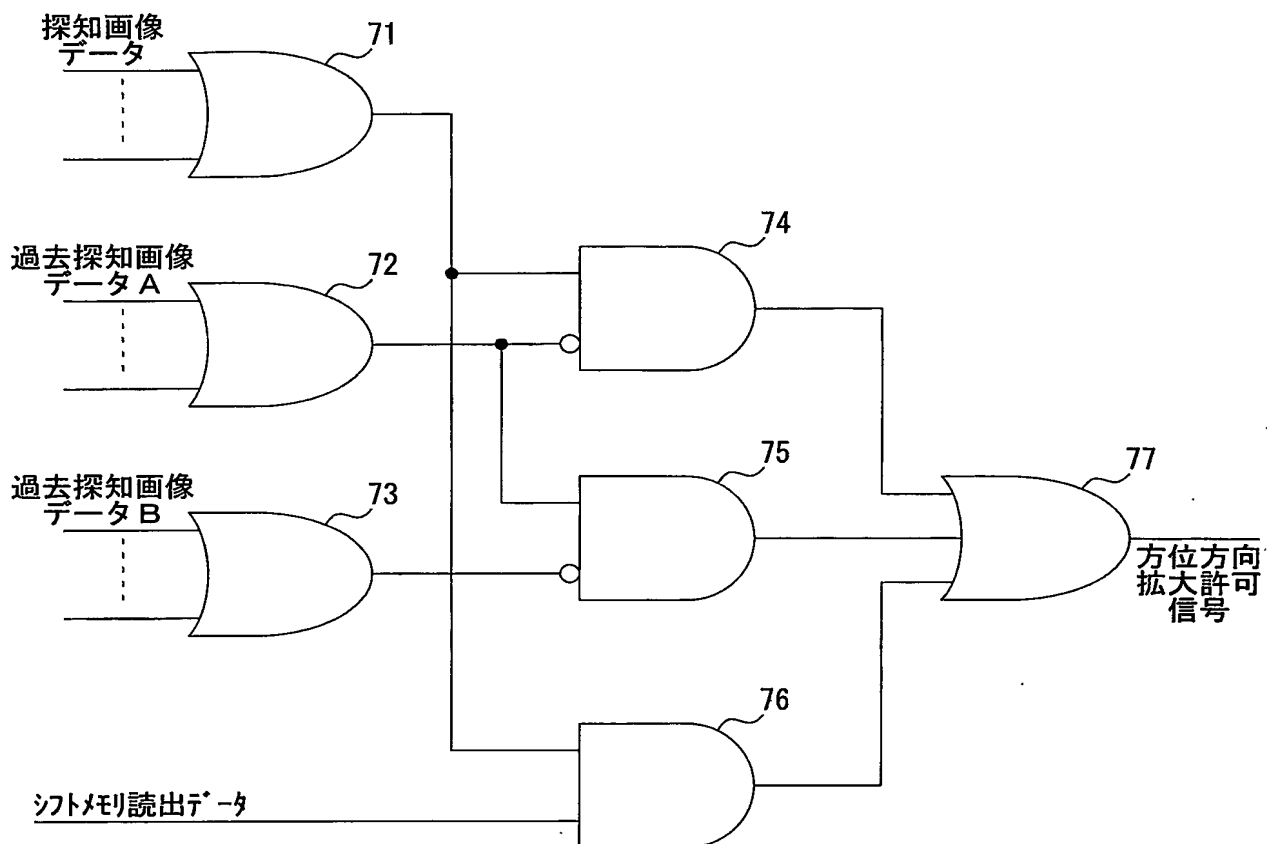 探知画像
データ
71
過去探知画像
データA
72
過去探知画像
データB
73
74
75
76
77
シフトメモリ読出データ
方位方向
拡大許可
信号